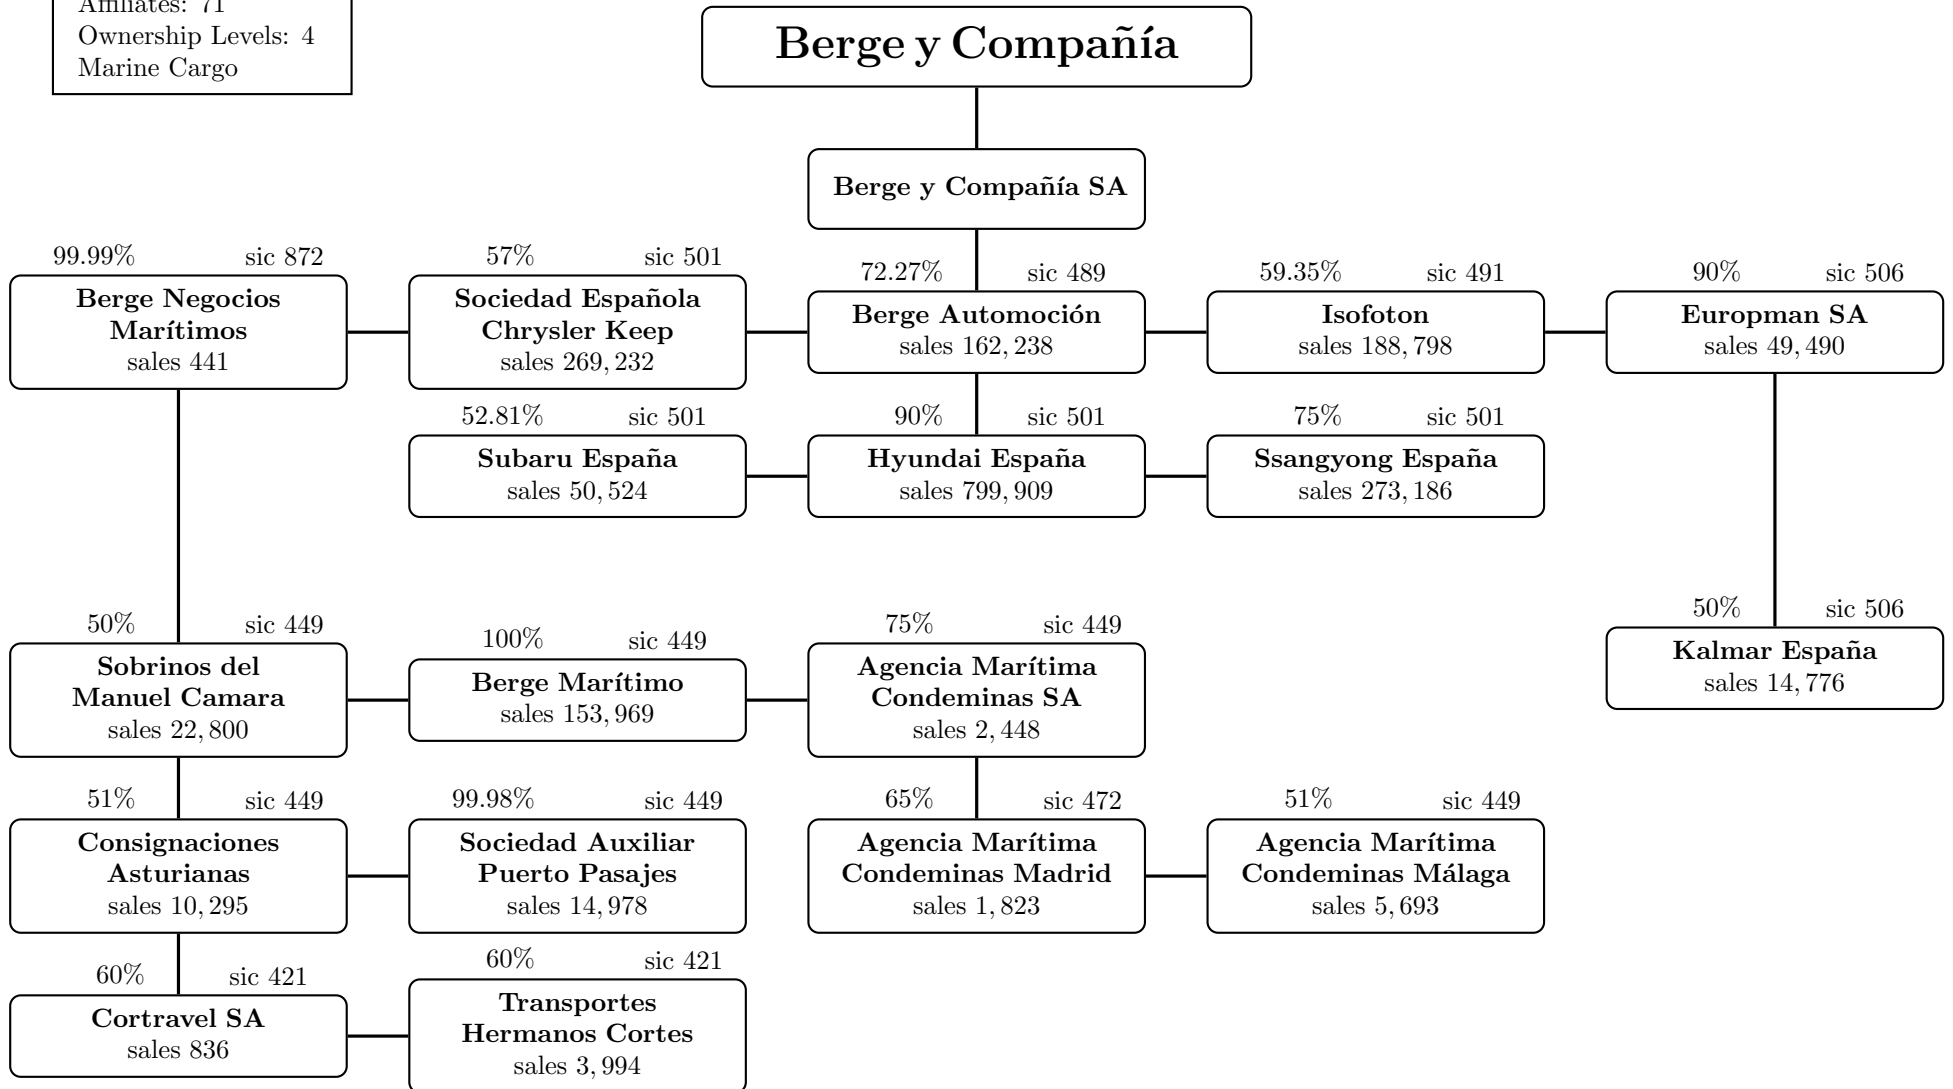 Affiliates: 71
Ownership Levels: 4
Marine Cargo
Berge y Compañía
Berge y Compañía SA
99.99% sic 872
Berge Negocios
Marítimos
sales 441
57% sic 501
Sociedad Española
Chrysler Keep
sales 269,232
72.27% sic 489
Berge Automoción
sales 162,238
59.35% sic 491
Isofoton
sales 188,798
90% sic 506
Europman SA
sales 49,490
52.81% sic 501
Subaru España
sales 50,524
90% sic 501
Hyundai España
sales 799,909
75% sic 501
Ssangyong España
sales 273,186
50% sic 449
Sobrinos del
Manuel Camara
sales 22,800
100% sic 449
Berge Marítimo
sales 153,969
75% sic 449
Agencia Marítima
Condeminas SA
sales 2,448
50% sic 506
Kalmar España
sales 14,776
51% sic 449
Consignaciones
Asturianas
sales 10,295
99.98% sic 449
Sociedad Auxiliar
Puerto Pasajes
sales 14,978
65% sic 472
Agencia Marítima
Condeminas Madrid
sales 1,823
51% sic 449
Agencia Marítima
Condeminas Málaga
sales 5,693
60% sic 421
Cortravel SA
sales 836
60% sic 421
Transportes
Hermanos Cortes
sales 3,994